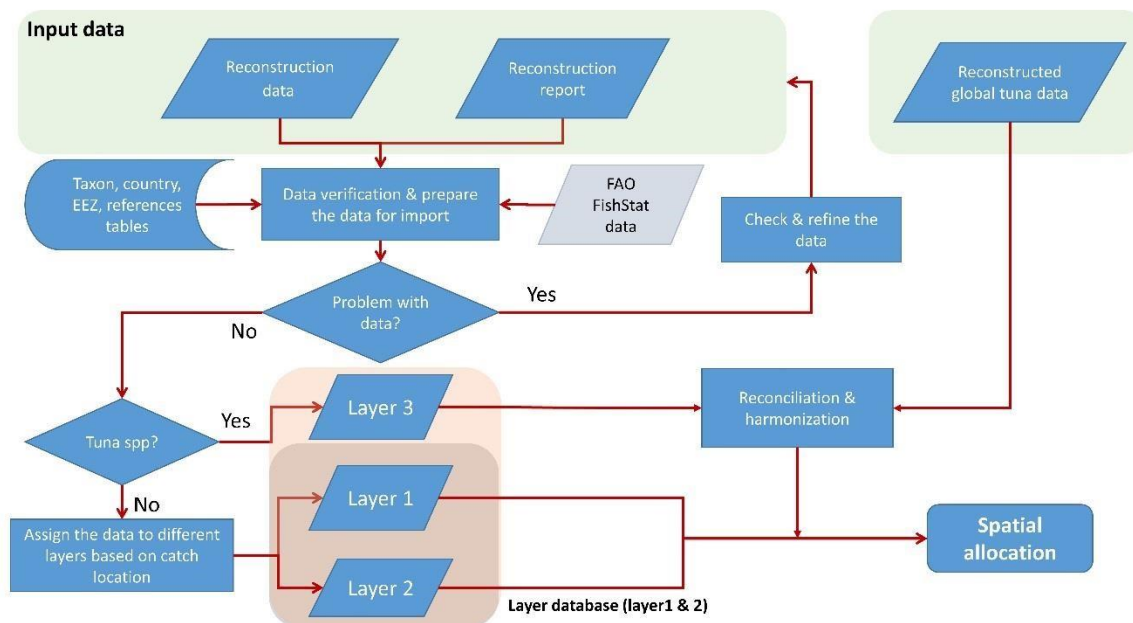 Input data
Reconstruction
data
Reconstruction
report
Reconstructed
global tuna data
Taxon, country,
EEZ, references
tables
Data verification & prepare
the data for import
FAO
FishStat
data
Check & refine the
data
Problem with
data?
Yes
No
Tuna spp?
Yes
Layer 3
Reconciliation &
harmonization
No
Layer 1
Assign the data to different
layers based on catch
location
Layer 2
Spatial
allocation
Layer database (layer1 & 2)